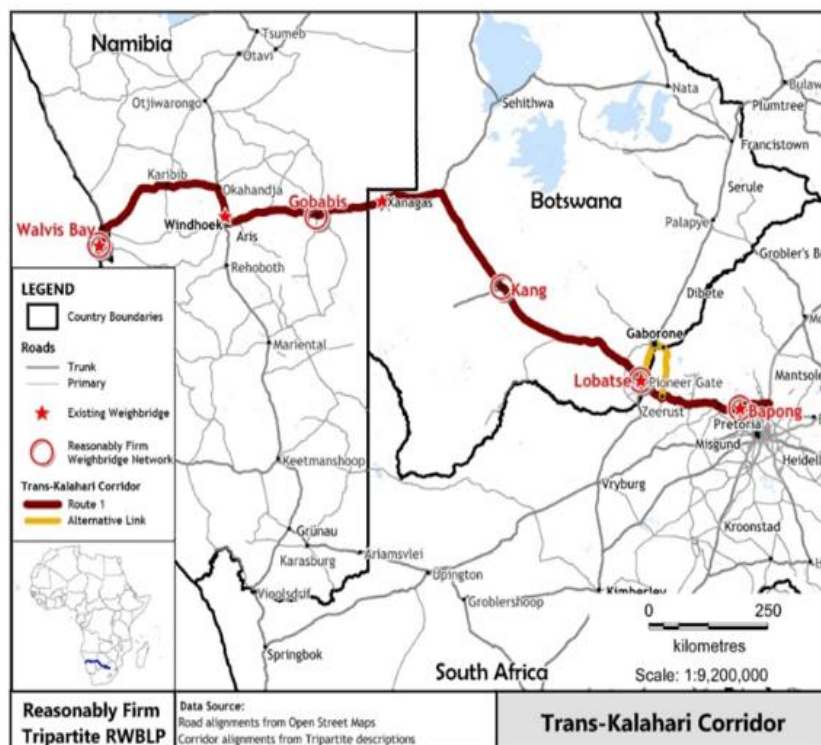 Namibia
Tsumeb
Otavi
Otjiwarongo
Sehithwa
Nata
Plumtree
Francistown
Karibib
Okahandja
Gobabis
Xanagas
Botswana
Serule
Walvis Bay
Windhoek
Aris
Palapye
Rehoboth
Kang
Dibete
Mariental
Gaborone
Lobatse
Pioneer Gate
Zeerust
Bapong
Pretoria
Misgund
Keetmanshoop
Vryburg
Kroonstad
Grünau
Karasburg
Ariamsvlei
Vioolsdrif
Upington
Groblershoop
Kimberley
Springbok
South Africa
LEGEND
Country Boundaries
Roads
Trunk
Primary
Existing Weighbridge
Reasonably Firm
Weighbridge Network
Trans-Kalahari Corridor
Route 1
Alternative Link
0 250
kilometres
Scale: 1:9,200,000
Reasonably Firm
Tripartite RWBLP
Data Source:
Road alignments from Open Street Maps
Corridor alignments from Tripartite descriptions
Trans-Kalahari Corridor